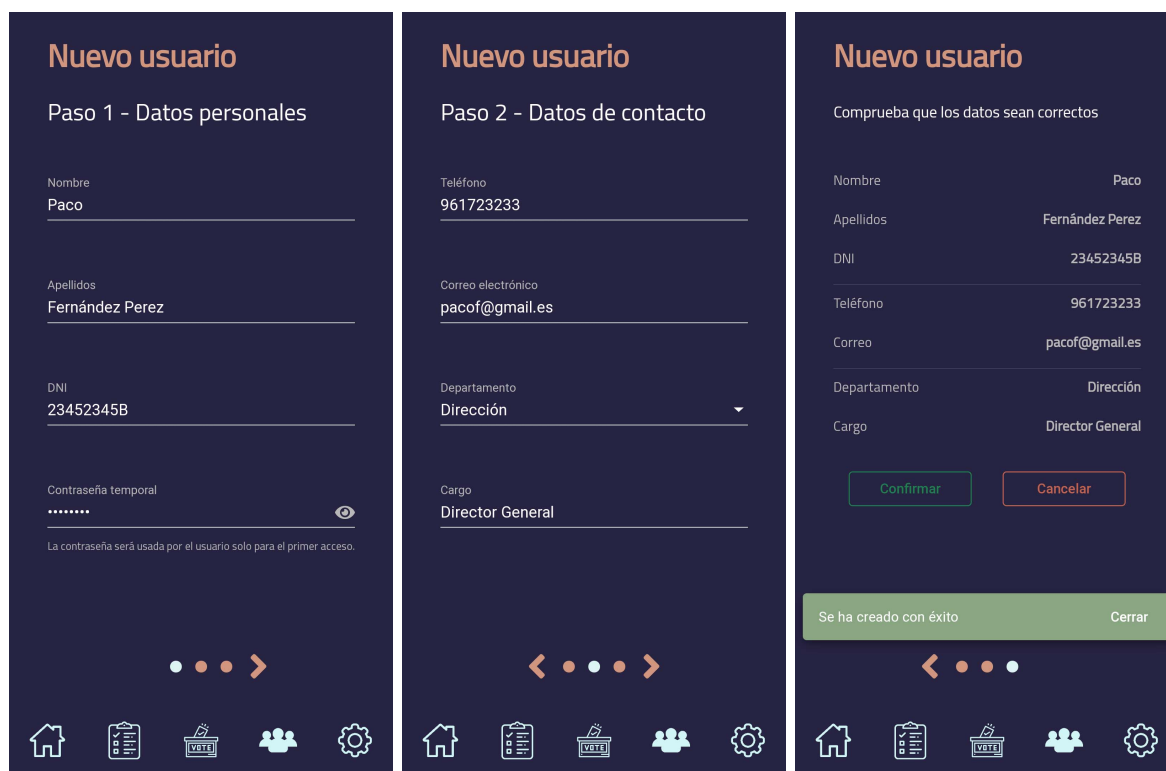 Nuevo usuario
Paso 1 - Datos personales
Nombre
Paco
Apellidos
Fernández Perez
DNI
23452345B
Contraseña temporal
••••••••
La contraseña será usada por el usuario solo para el primer acceso.
VOTE
Nuevo usuario
Paso 2 - Datos de contacto
Teléfono
961723233
Correo electrónico
pacof@gmail.es
Departamento
Dirección
Cargo
Director General
VOTE
Nuevo usuario
Comprueba que los datos sean correctos
Nombre Paco
Apellidos Fernández Perez
DNI 23452345B
Teléfono 961723233
Correo pacof@gmail.es
Departamento Dirección
Cargo Director General
Confirmar Cancelar
Se ha creado con éxito Cerrar
VOTE